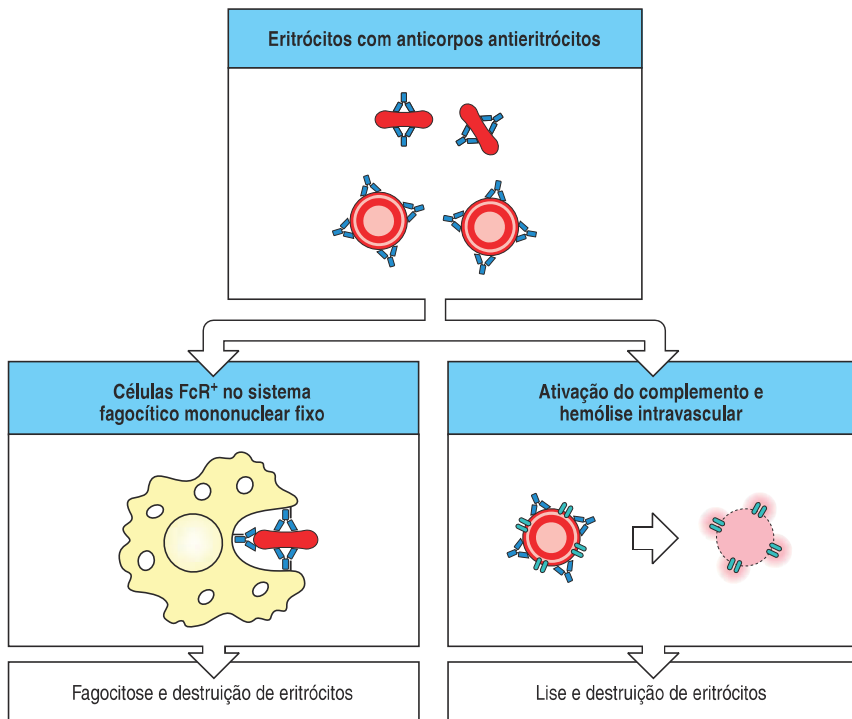 Eritrócitos com anticorpos antieritrócitos
Células FcR⁺ no sistema
fagocítico mononuclear fixo
Ativação do complemento e
hemólise intravascular
Fagocitose e destruição de eritrócitos
Lise e destruição de eritrócitos